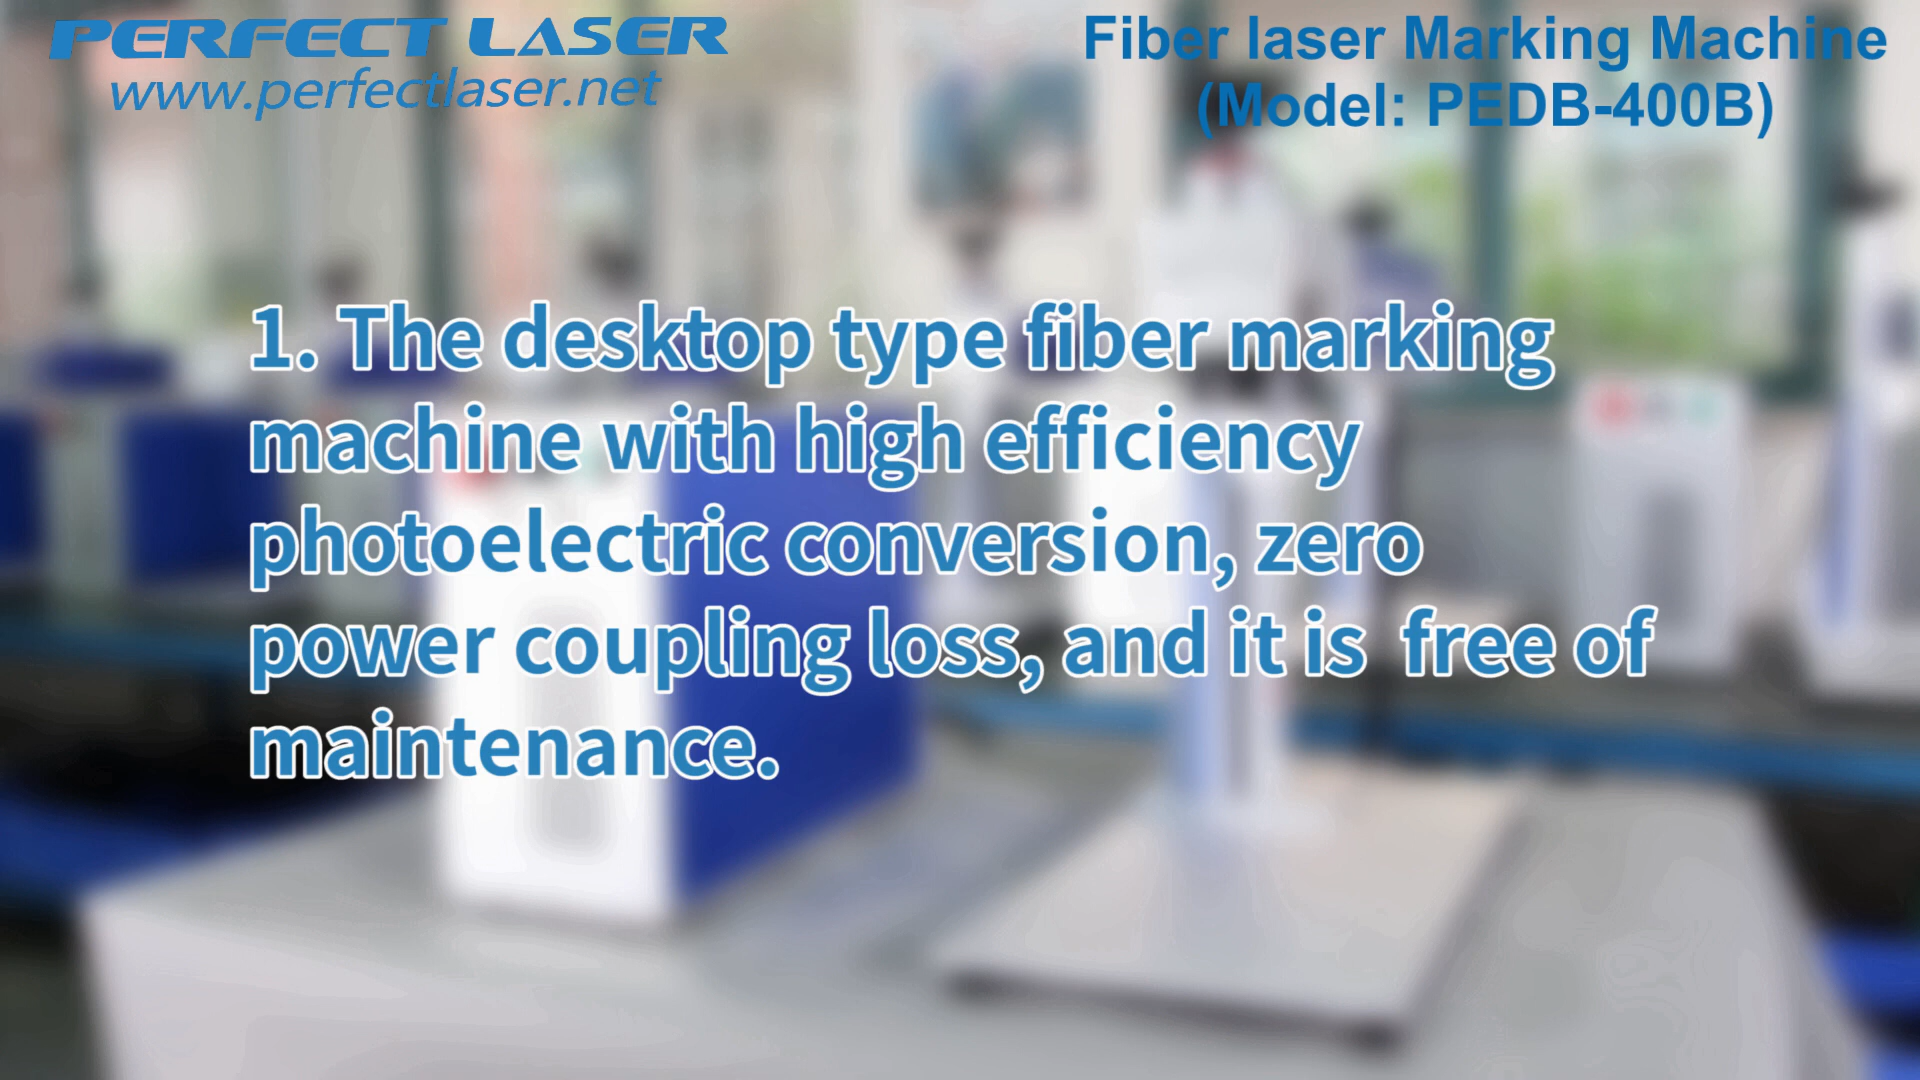 PERFECT LASER
www.perfectlaser.net
Fiber laser Marking Machine
(Model: PEDB-400B)
1. The desktop type fiber marking
machine with high efficiency
photoelectric conversion, zero
power coupling loss, and it is free of
maintenance.